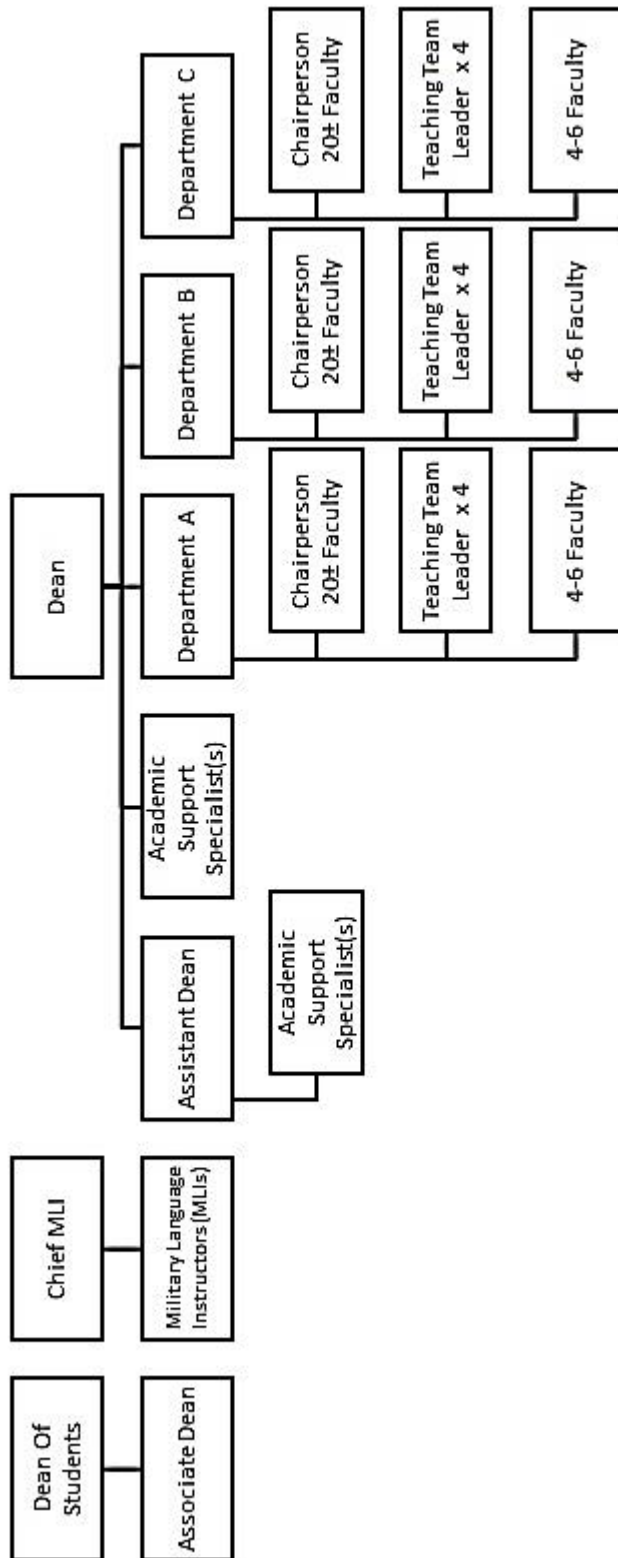 Dean Of
Students
Chief MLI
Dean
Associate Dean
Military Language
Instructors (MLIs)
Assistant Dean
Academic
Support
Specialist(s)
Department A
Department B
Department C
Academic
Support
Specialist(s)
Chairperson
20± Faculty
Chairperson
20± Faculty
Chairperson
20± Faculty
Teaching Team
Leader x 4
Teaching Team
Leader x 4
Teaching Team
Leader x 4
4-6 Faculty
4-6 Faculty
4-6 Faculty